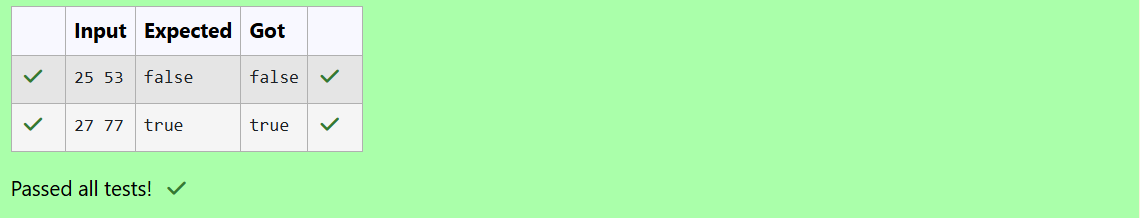 Input Expected Got
25 53 false false
27 77 true true
Passed all tests!